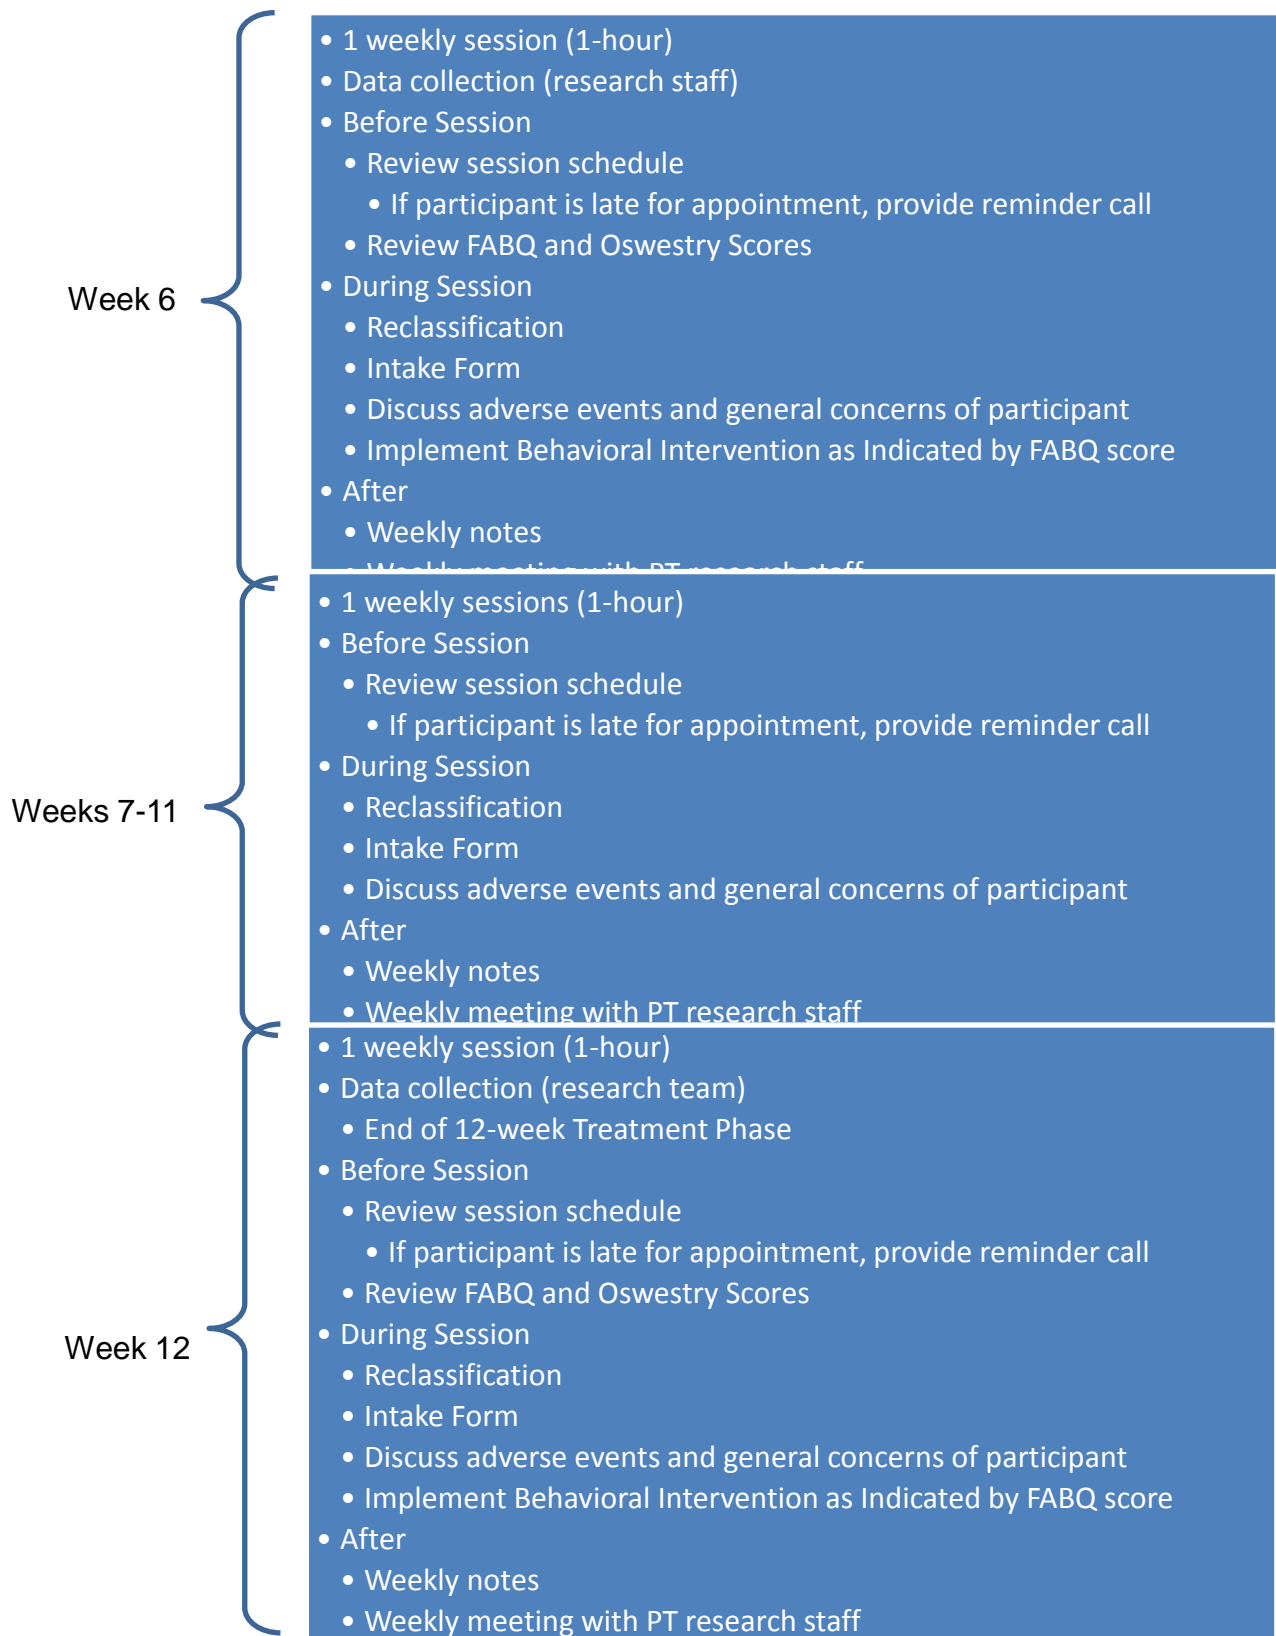 Week 6
• 1 weekly session (1-hour)
• Data collection (research staff)
• Before Session
• Review session schedule
• If participant is late for appointment, provide reminder call
• Review FABQ and Oswestry Scores
• During Session
• Reclassification
• Intake Form
• Discuss adverse events and general concerns of participant
• Implement Behavioral Intervention as Indicated by FABQ score
• After
• Weekly notes
• Weekly meeting with PT research staff
Weeks 7-11
• 1 weekly sessions (1-hour)
• Before Session
• Review session schedule
• If participant is late for appointment, provide reminder call
• During Session
• Reclassification
• Intake Form
• Discuss adverse events and general concerns of participant
• After
• Weekly notes
• Weekly meeting with PT research staff
Week 12
• 1 weekly session (1-hour)
• Data collection (research team)
• End of 12-week Treatment Phase
• Before Session
• Review session schedule
• If participant is late for appointment, provide reminder call
• Review FABQ and Oswestry Scores
• During Session
• Reclassification
• Intake Form
• Discuss adverse events and general concerns of participant
• Implement Behavioral Intervention as Indicated by FABQ score
• After
• Weekly notes
• Weekly meeting with PT research staff